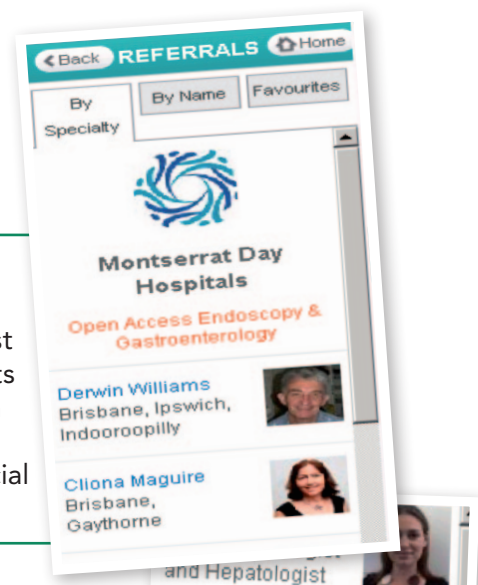 Back REFERRALS Home
By Specialty
By Name
Favourites
Montserrat Day
Hospitals
Open Access Endoscopy &
Gastroenterology
Derwin Williams
Brisbane, Ipswich,
Indooroopilly
Cliona Maguire
Brisbane,
Gaythorne
and Hepatologist